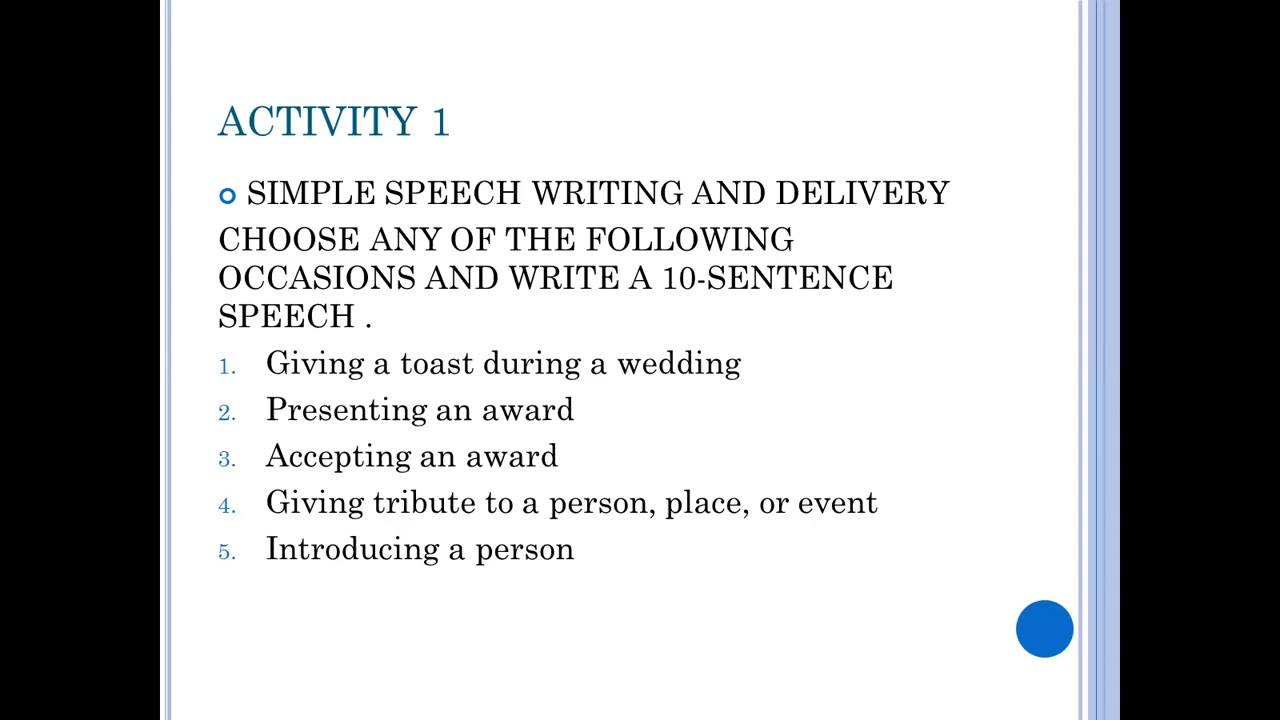 ACTIVITY 1
SIMPLE SPEECH WRITING AND DELIVERY
CHOOSE ANY OF THE FOLLOWING
OCCASIONS AND WRITE A 10-SENTENCE
SPEECH .
1. Giving a toast during a wedding
2. Presenting an award
3. Accepting an award
4. Giving tribute to a person, place, or event
5. Introducing a person